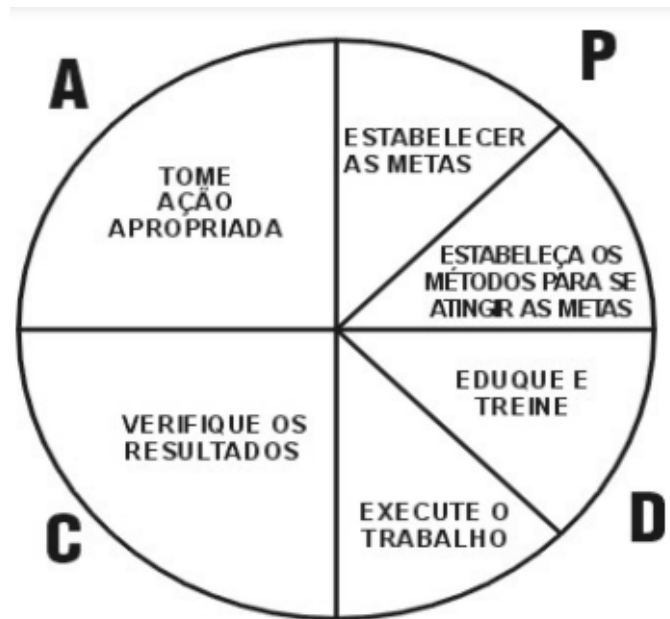 A
P
ESTABELECER
AS METAS
TOME
AÇÃO
APROPRIADA
ESTABELEÇA OS
MÉTODOS PARA SE
ATINGIR AS METAS
EDUQUE E
TREINE
VERIFIQUE OS
RESULTADOS
EXECUTE O
TRABALHO
C
D